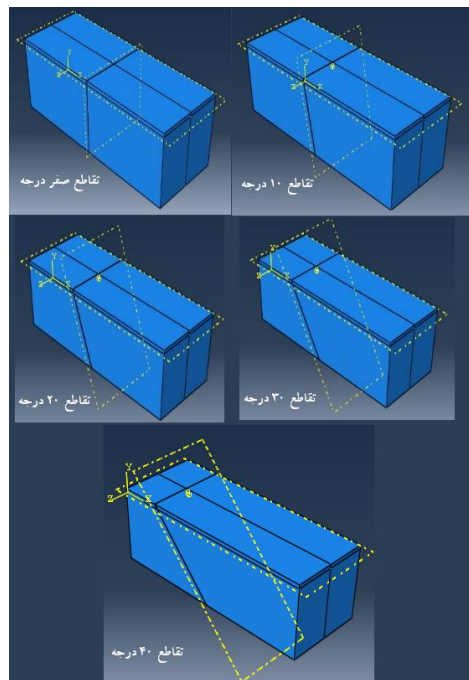 Y
Z
X
تقاطع صفر درجه
Y
Z
X
تقاطع ۱۰ درجه
Y
Z
X
تقاطع ۲۰ درجه
Y
Z
X
تقاطع ۳۰ درجه
Y
Z
X
تقاطع ۴۰ درجه